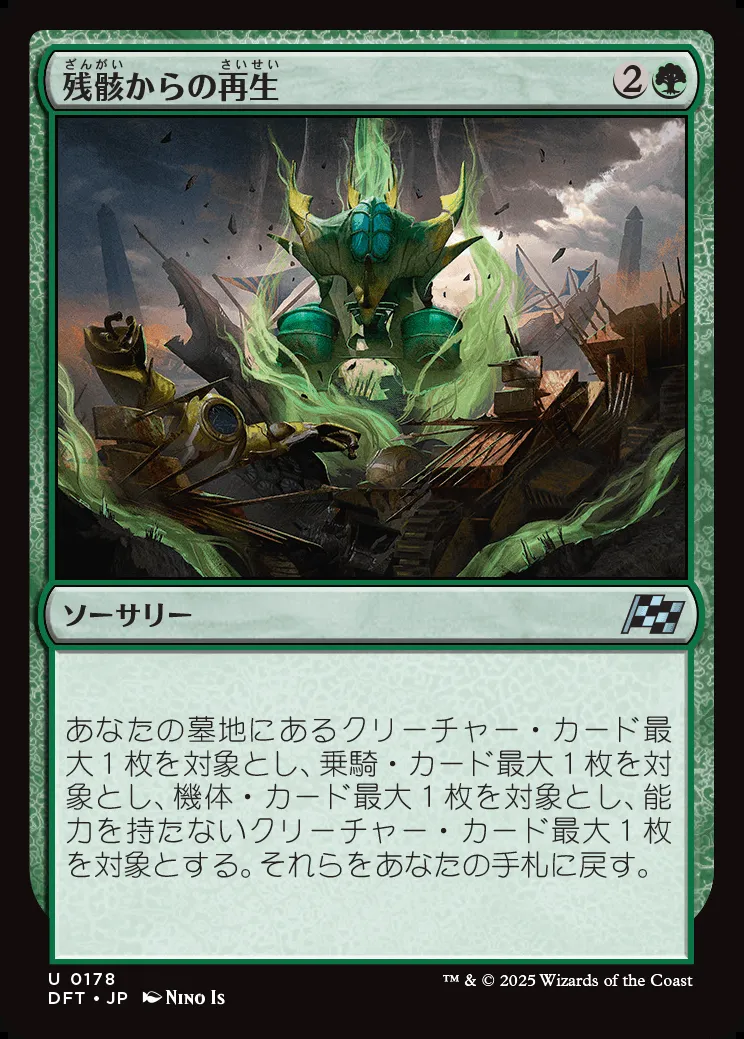 ざんがい さいせい
残骸からの再生 2
ソーサリー
あなたの墓地にあるクリーチャー・カード最
大1枚を対象とし、乗騎・カード最大1枚を対
象とし、機体・カード最大1枚を対象とし、能
力を持たないクリーチャー・カード最大1枚
を対象とする。それらをあなたの手札に戻す。
U 0178
DFT • JP Nino Is
™ & © 2025 Wizards of the Coast